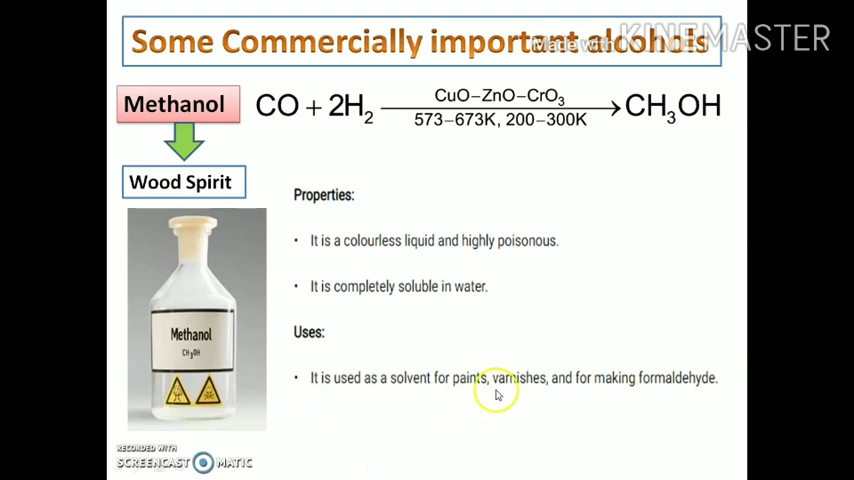 Some Commercially important alcohols
Made with KINEMASTER
Methanol
CO + 2H₂ CuO–ZnO–CrO₃ CH₃OH
573–673K, 200–300K
Wood Spirit
Properties:
• It is a colourless liquid and highly poisonous.
• It is completely soluble in water.
Uses:
• It is used as a solvent for paints, varnishes, and for making formaldehyde.
Methanol
CH₃OH
RECORDED WITH
SCREENCAST MATIC